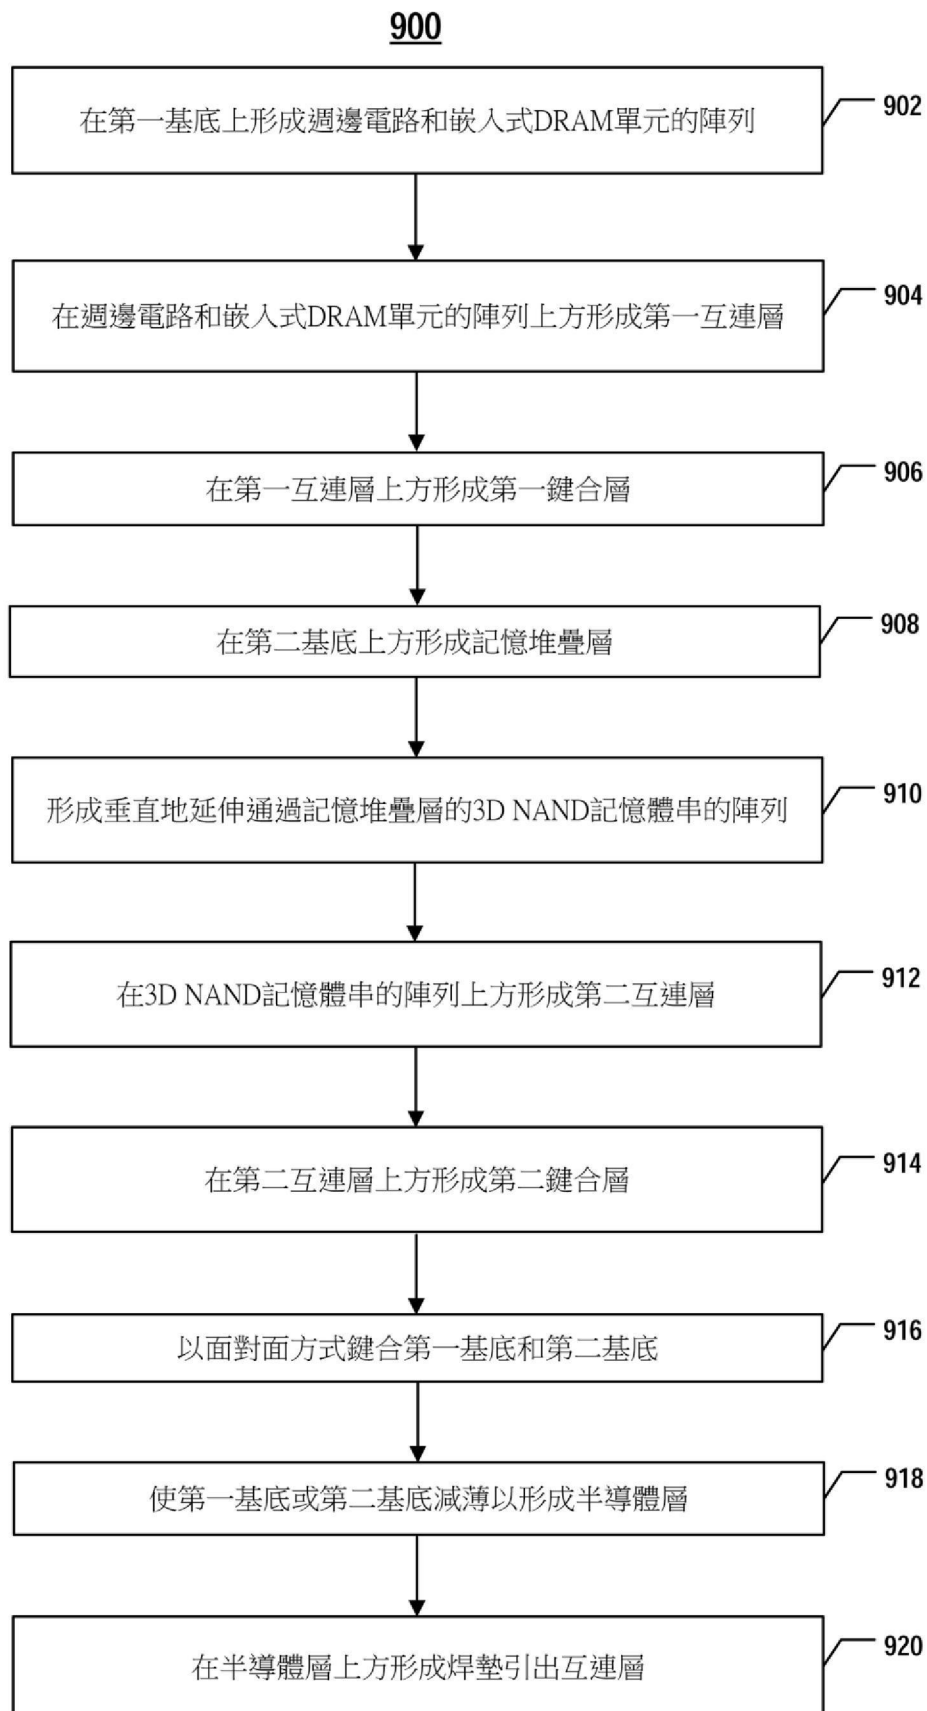 900
在第一基底上形成週邊電路和嵌入式DRAM單元的陣列
902
在週邊電路和嵌入式DRAM單元的陣列上方形成第一互連層
904
在第一互連層上方形成第一鍵合層
906
在第二基底上方形成記憶堆疊層
908
形成垂直地延伸通過記憶堆疊層的3D NAND記憶體串的陣列
910
在3D NAND記憶體串的陣列上方形成第二互連層
912
在第二互連層上方形成第二鍵合層
914
以面對面方式鍵合第一基底和第二基底
916
使第一基底或第二基底減薄以形成半導體層
918
在半導體層上方形成焊墊引出互連層
920